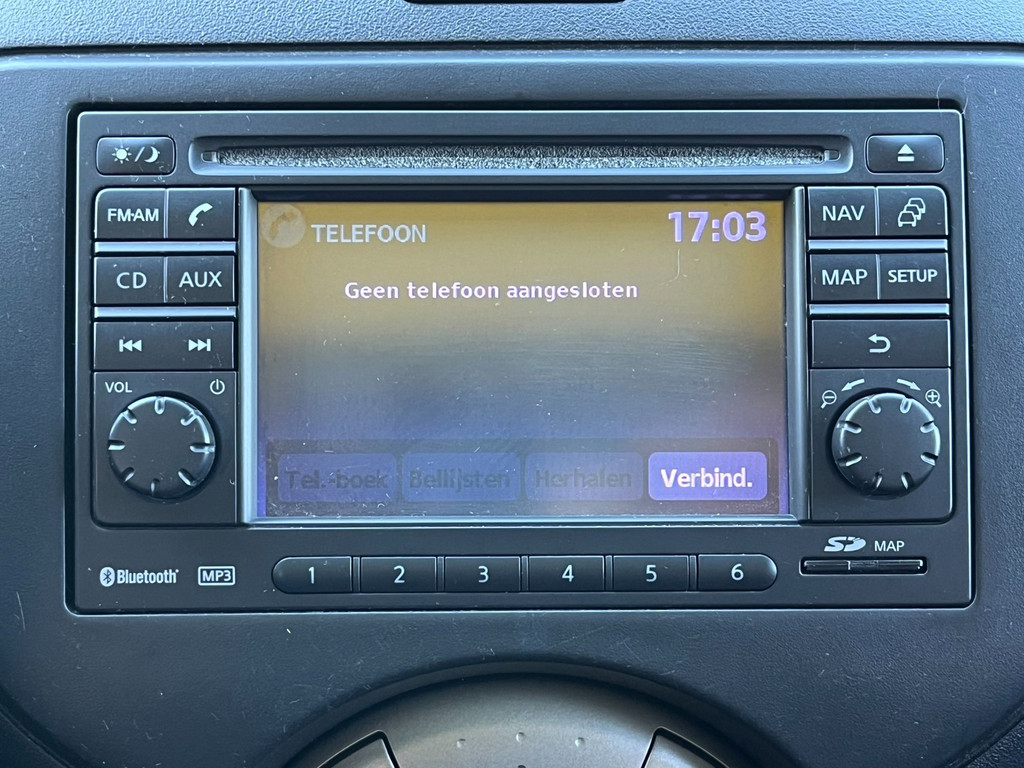 FM·AM
CD AUX
VOL
TELEFOON 17:03
Geen telefoon aangesloten
Tel.-boek Bellijsten Herhalen Verbind.
NAV
MAP SETUP
SD MAP
Bluetooth MP3
1 2 3 4 5 6